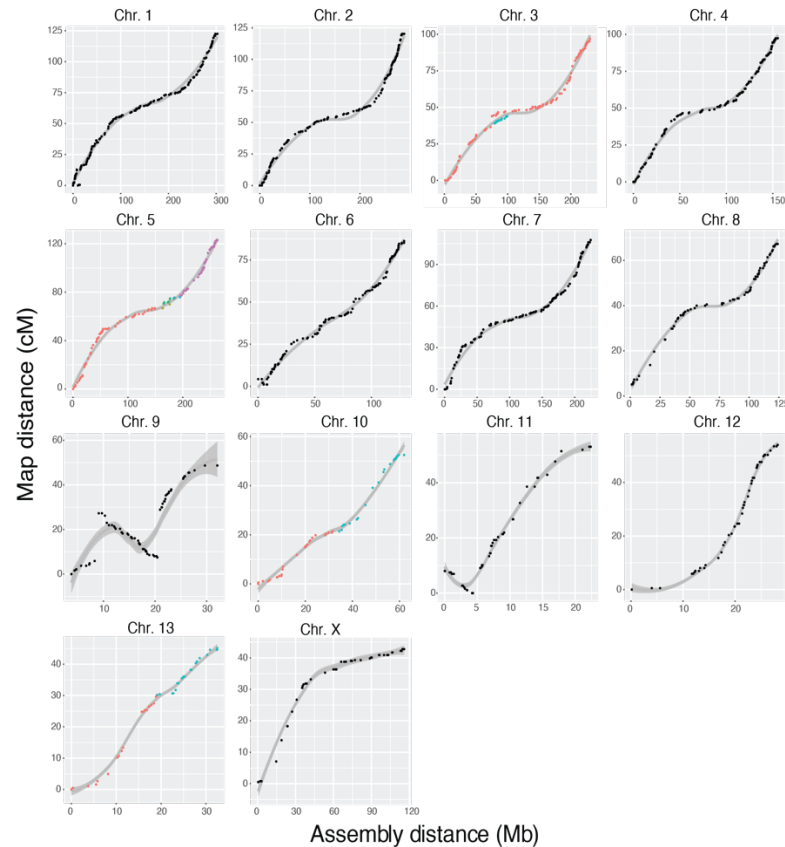 Chr. 1 Chr. 2 Chr. 3 Chr. 4
125 125 100 100
100 100 75 75
75 75 50 50
50 50 25 25
25 25 0 0
0 0
0 100 200 300 0 100 200 0 50 100 150 200 0 50 100 150
Chr. 5 Chr. 6 Chr. 7 Chr. 8
120 75 90 60
80 50 60 40
40 25 30 20
0 0 0 0
0 100 200 0 50 100 0 50 100 150 200 0 25 50 75 100 125
Map distance (cM)
Chr. 9 Chr. 10 Chr. 11 Chr. 12
60 60 50
40 40 40 40
20 20 30 20
0 0 20 0
10
0
10 20 30 0 20 40 60 0 5 10 15 20 0 10 20
Chr. 13 Chr. X
40 40
30 30
20 20
10 10
0 0
0 10 20 30 0 30 60 90 120
Assembly distance (Mb)